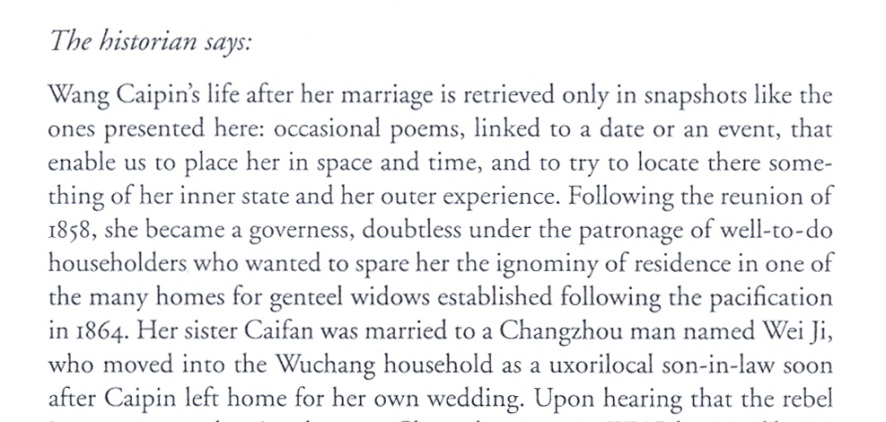 The historian says:
Wang Caipin's life after her marriage is retrieved only in snapshots like the
ones presented here: occasional poems, linked to a date or an event, that
enable us to place her in space and time, and to try to locate there some-
thing of her inner state and her outer experience. Following the reunion of
1858, she became a governess, doubtless under the patronage of well-to-do
householders who wanted to spare her the ignominy of residence in one of
the many homes for genteel widows established following the pacification
in 1864. Her sister Caifan was married to a Changzhou man named Wei Ji,
who moved into the Wuchang household as a uxorilocal son-in-law soon
after Caipin left home for her own wedding. Upon hearing that the rebel